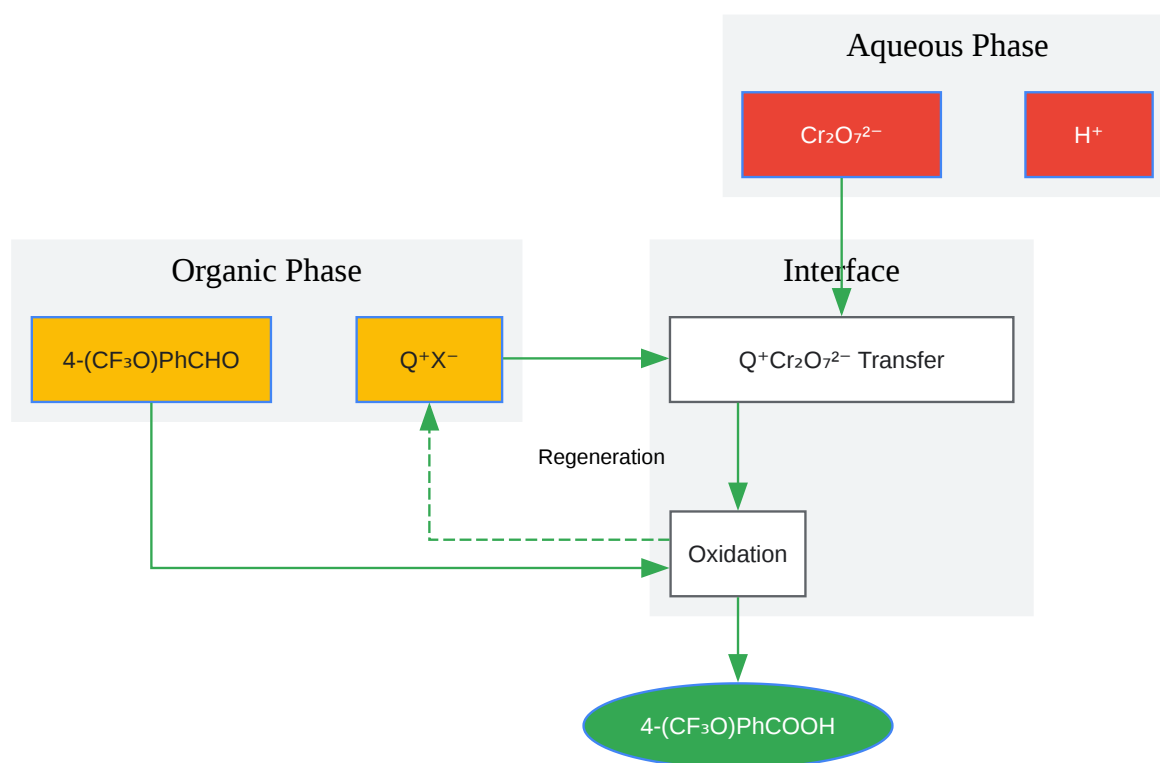 Aqueous Phase
Cr₂O₇²⁻
H⁺
Organic Phase
Interface
4-(CF₃O)PhCHO
Q⁺X⁻
Q⁺Cr₂O₇²⁻ Transfer
Regeneration
Oxidation
4-(CF₃O)PhCOOH